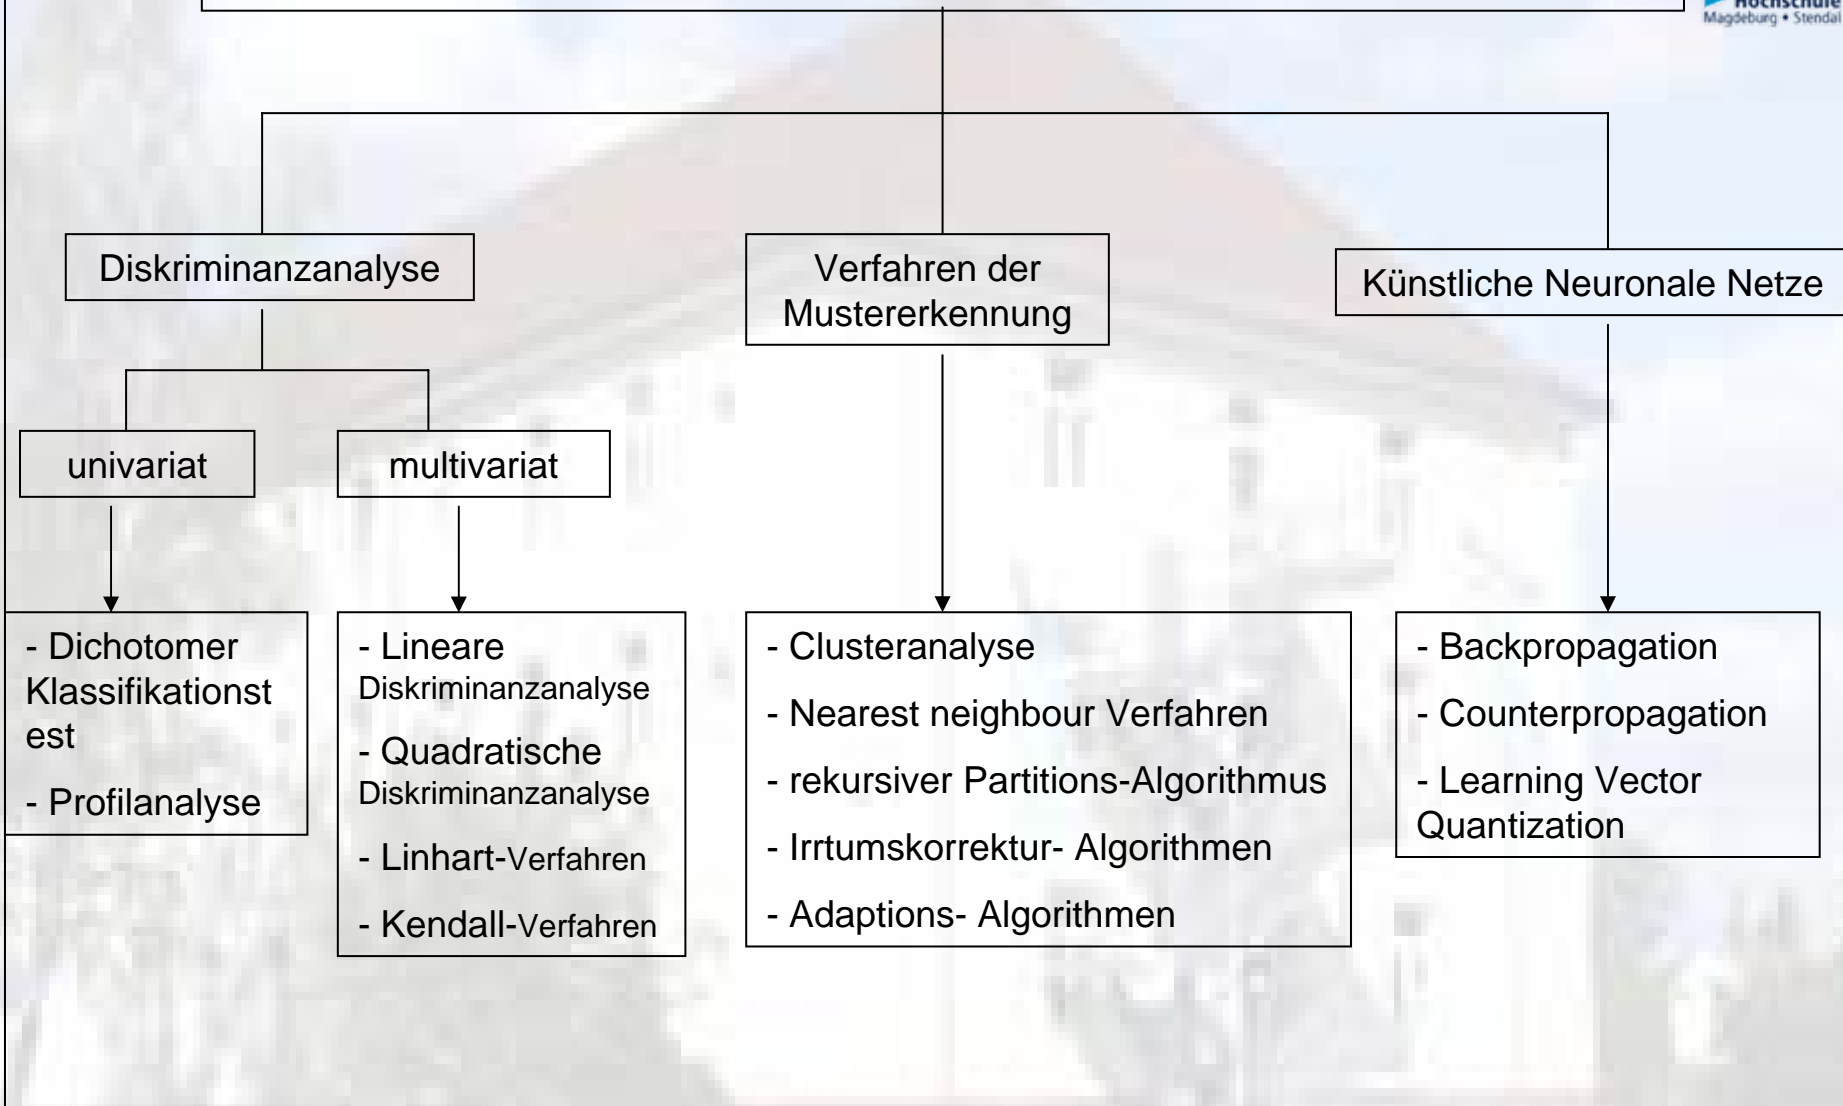 Hochschule
Magdeburg • Stendal
Diskriminanzanalyse
Verfahren der
Mustererkennung
Künstliche Neuronale Netze
univariat
multivariat
- Dichotomer
Klassifikationst
est
- Profilanalyse
- Lineare
Diskriminanzanalyse
- Quadratische
Diskriminanzanalyse
- Linhart-Verfahren
- Kendall-Verfahren
- Clusteranalyse
- Nearest neighbour Verfahren
- rekursiver Partitions-Algorithmus
- Irrtumskorrektur- Algorithmen
- Adaptions- Algorithmen
- Backpropagation
- Counterpropagation
- Learning Vector
Quantization